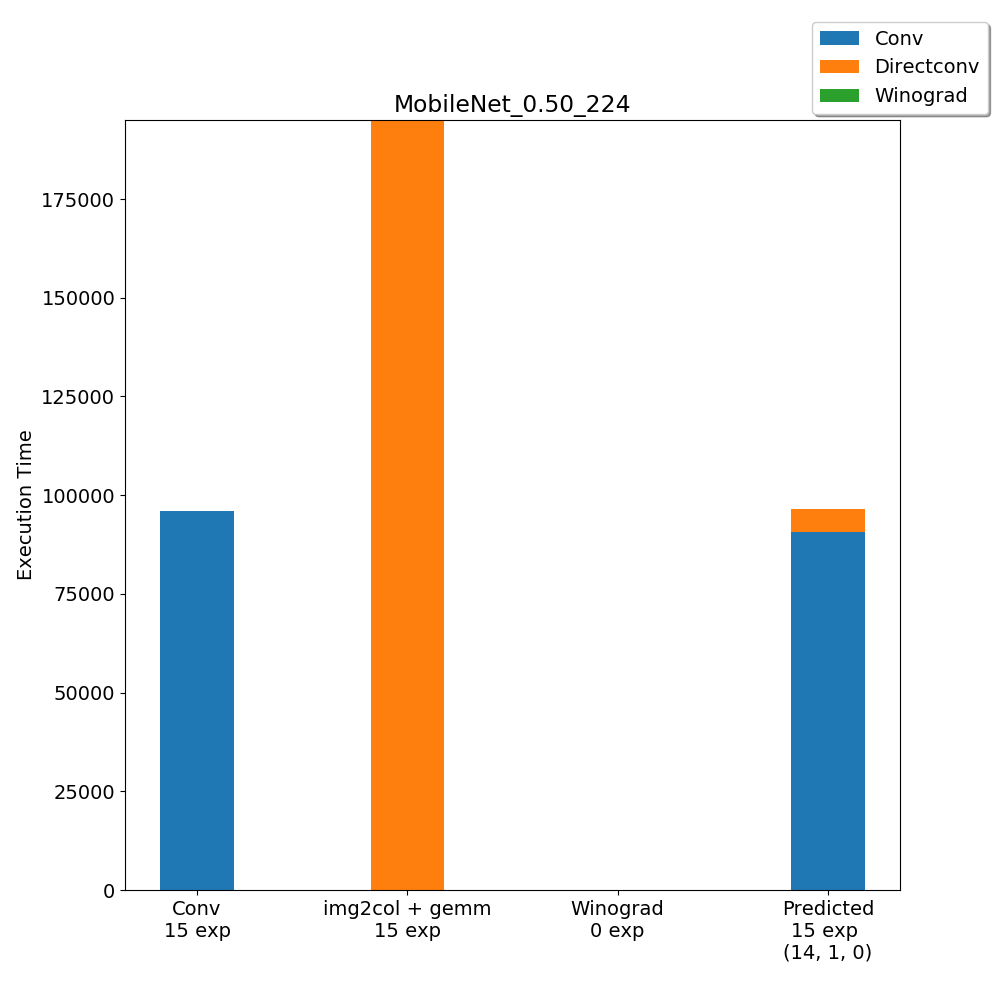 Conv
Directconv
Winograd
MobileNet_0.50_224
Execution Time
175000
150000
125000
100000
75000
50000
25000
0
Conv
15 exp
img2col + gemm
15 exp
Winograd
0 exp
Predicted
15 exp
(14, 1, 0)